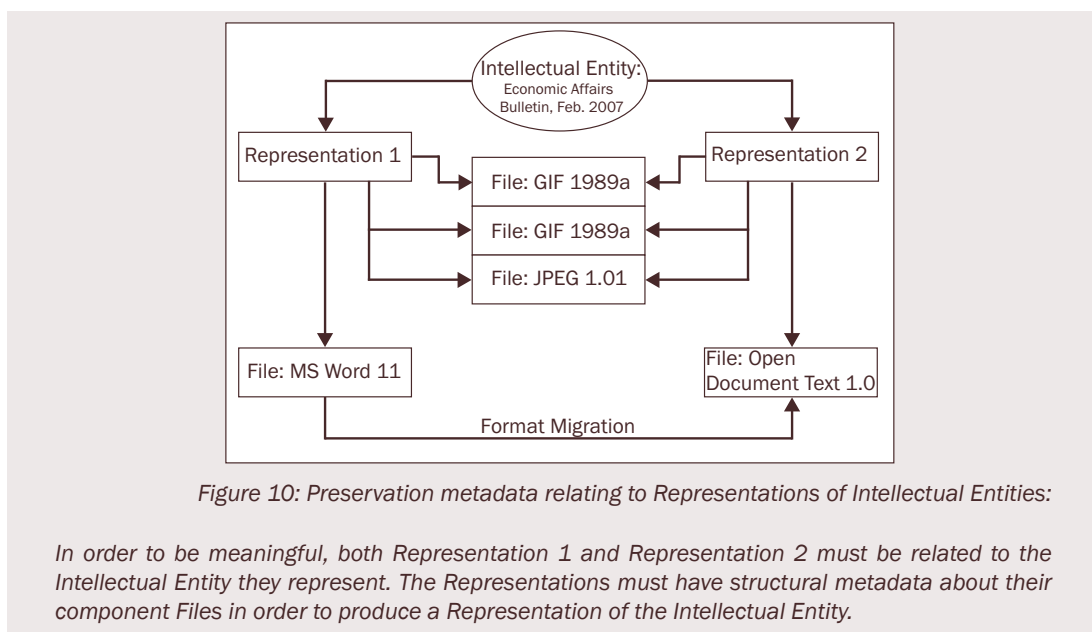 Intellectual Entity:
Economic Affairs
Bulletin, Feb. 2007
Representation 1
Representation 2
File: GIF 1989a
File: GIF 1989a
File: JPEG 1.01
File: MS Word 11
File: Open
Document Text 1.0
Format Migration
Figure 10: Preservation metadata relating to Representations of Intellectual Entities:
In order to be meaningful, both Representation 1 and Representation 2 must be related to the
Intellectual Entity they represent. The Representations must have structural metadata about their
component Files in order to produce a Representation of the Intellectual Entity.